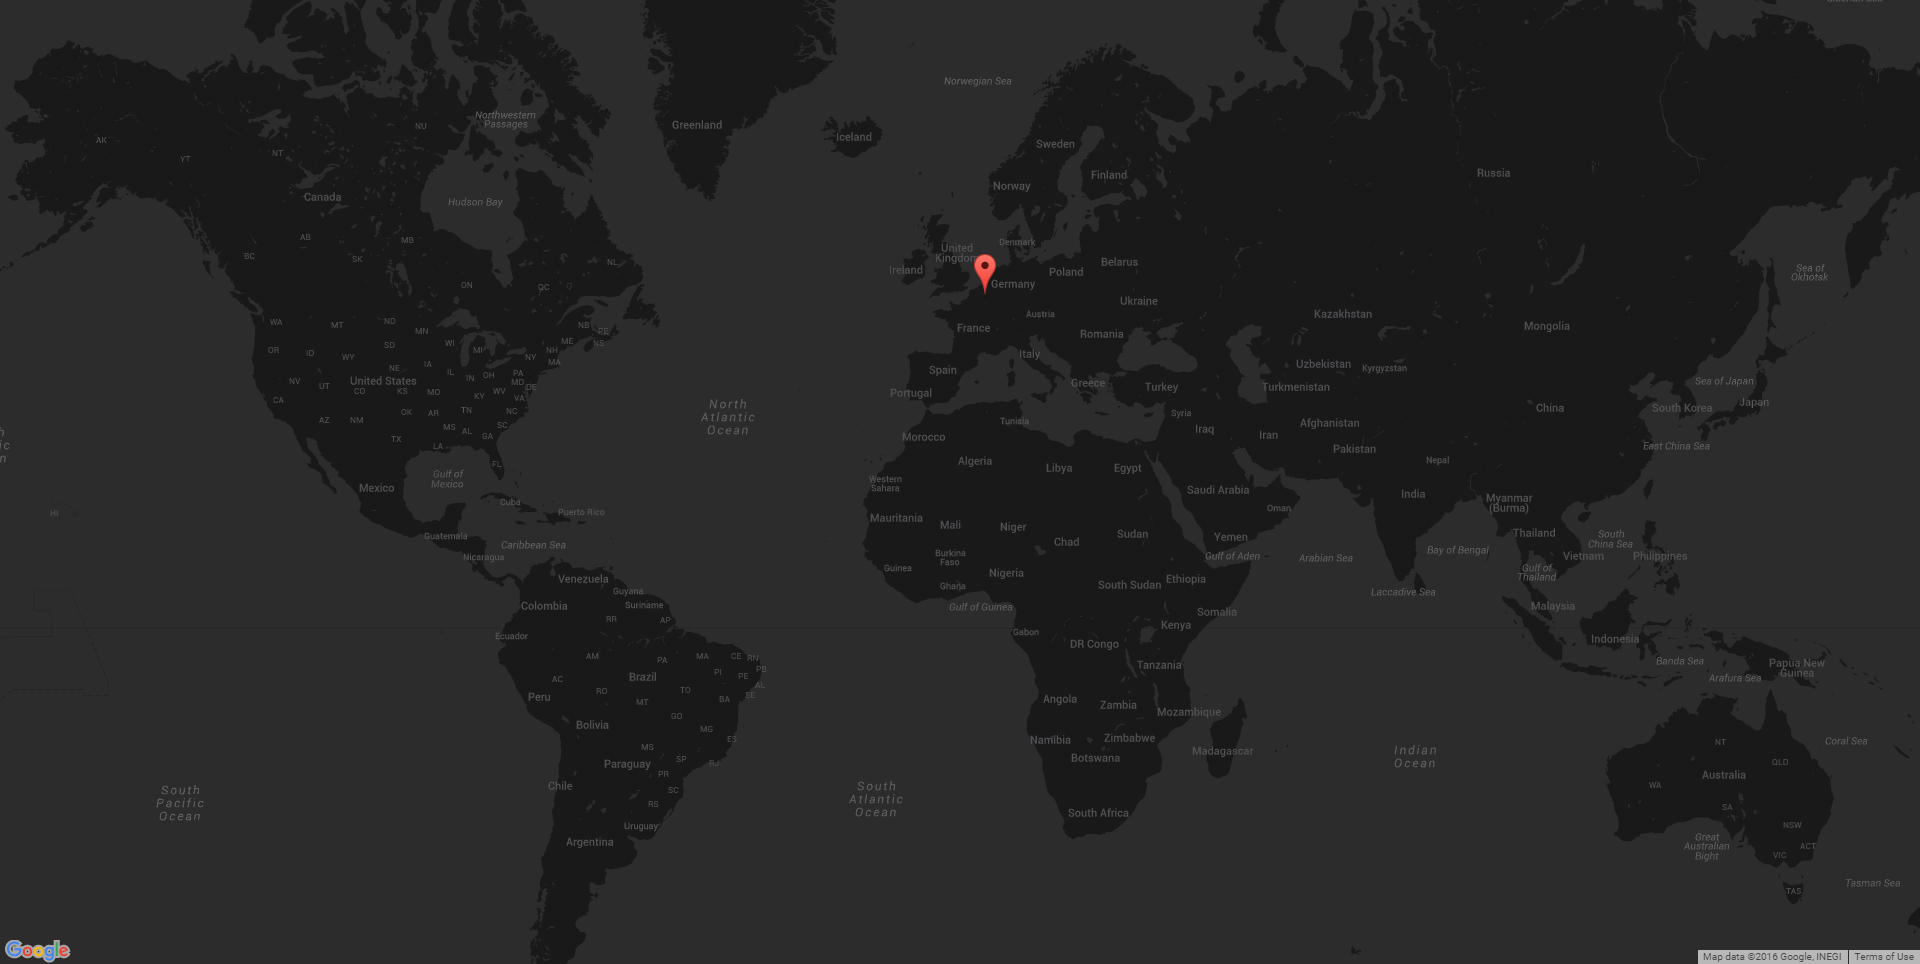 Norwegian Sea
Northwestern
Passages
NU
Greenland
Iceland
AK
YT
NT
Sweden
Finland
Russia
Norway
Canada
Hudson Bay
AB
MB
BC
SK
NL
Denmark
United
Kingdom
Ireland
Germany
Poland
Belarus
Sea of
Okhotsk
ON
QC
Ukraine
Austria
France
Romania
Kazakhstan
Mongolia
WA
MT
ND
MN
NB
PE
ME
NS
OR
ID
WY
SD
WI
MI
NY
NH
MA
Italy
Spain
Portugal
Greece
Turkey
Uzbekistan
Kyrgyzstan
Turkmenistan
Sea of Japan
South Korea
Japan
China
NV
UT
United States
CO
NE
KS
IA
MO
IL
IN
OH
KY
PA
WV
MD
DE
VA
CA
AZ
NM
OK
AR
TN
NC
SC
TX
LA
MS
AL
GA
FL
North
Atlantic
Ocean
Tunisia
Syria
Morocco
Iraq
Iran
Afghanistan
Pakistan
East China Sea
Algeria
Libya
Egypt
Nepal
Gulf of
Mexico
Mexico
Western
Sahara
Saudi Arabia
India
Myanmar
(Burma)
HI
Cuba
Puerto Rico
Oman
Mauritania
Mali
Niger
Chad
Sudan
Yemen
Thailand
South
China Sea
Guatemala
Caribbean Sea
Nicaragua
Burkina
Faso
Gulf of Aden
Arabian Sea
Bay of Bengal
Vietnam
Philippines
Guinea
Ghana
Nigeria
South Sudan
Ethiopia
Gulf of
Thailand
Venezuela
Guyana
Suriname
Colombia
Gulf of Guinea
Somalia
Laccadive Sea
Malaysia
RR
AP
Ecuador
Gabon
Kenya
DR Congo
Indonesia
AM
PA
MA
CE
RN
PB
PI
PE
AL
SE
Tanzania
Banda Sea
Papua New
Guinea
Arafura Sea
AC
Brazil
RO
TO
BA
Peru
MT
GO
Angola
Zambia
Mozambique
Bolivia
MG
ES
Namibia
Zimbabwe
Madagascar
Indian
Ocean
NT
Coral Sea
MS
SP
RJ
Paraguay
PR
Botswana
Australia
QLD
WA
Chile
SC
RS
South
Pacific
Ocean
South
Atlantic
Ocean
South Africa
SA
NSW
Uruguay
Argentina
Great
Australian
Bight
ACT
VIC
Tasman Sea
TAS
Google
Map data ©2016 Google, INEGI
Terms of Use